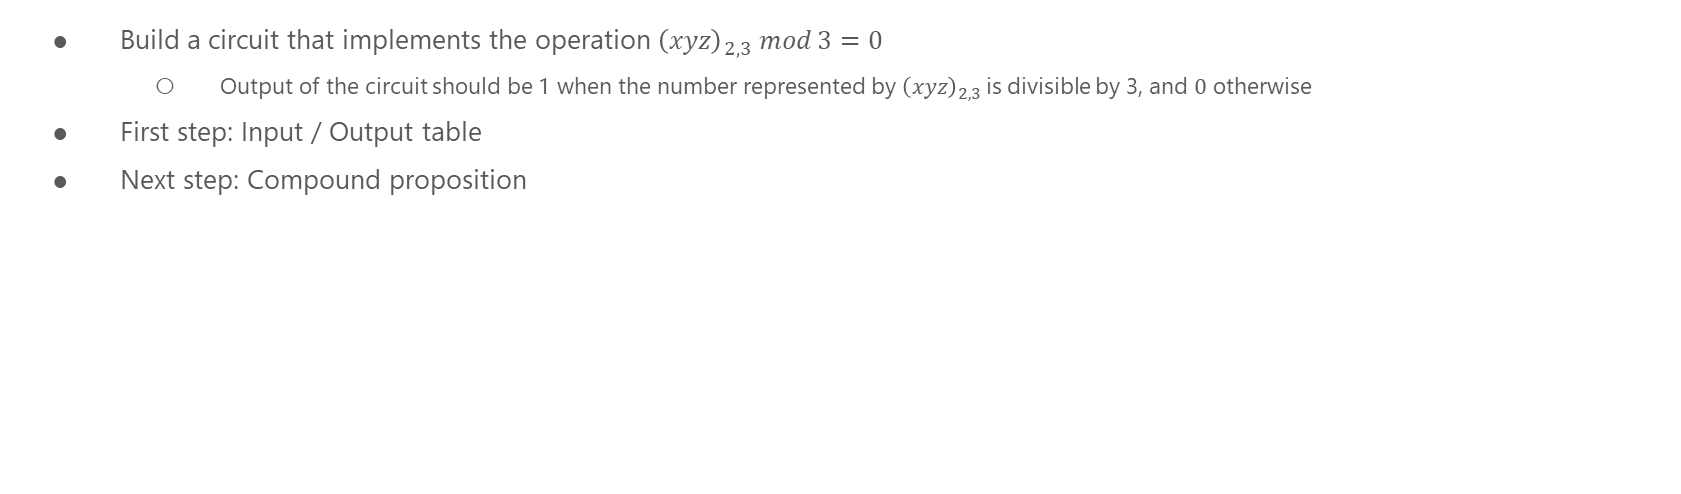 ● Build a circuit that implements the operation (xyz)₂,₃ mod 3 = 0
○ Output of the circuit should be 1 when the number represented by (xyz)₂,₃ is divisible by 3, and 0 otherwise
● First step: Input / Output table
● Next step: Compound proposition